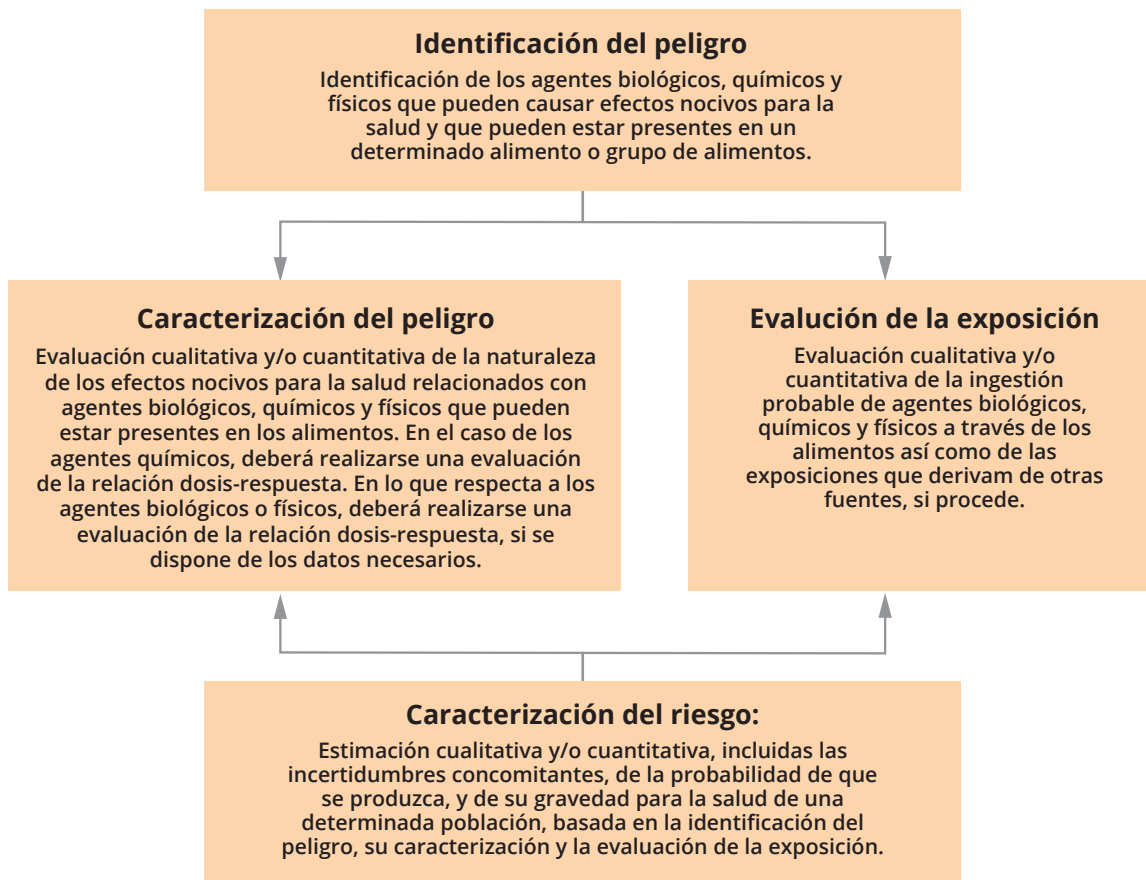 Identificación del peligro
Identificación de los agentes biológicos, químicos y
físicos que pueden causar efectos nocivos para la
salud y que pueden estar presentes en un
determinado alimento o grupo de alimentos.
Caracterización del peligro
Evaluación cualitativa y/o cuantitativa de la naturaleza
de los efectos nocivos para la salud relacionados con
agentes biológicos, químicos y físicos que pueden
estar presentes en los alimentos. En el caso de los
agentes químicos, deberá realizarse una evaluación
de la relación dosis-respuesta. En lo que respecta a los
agentes biológicos o físicos, deberá realizarse una
evaluación de la relación dosis-respuesta, si se
dispone de los datos necesarios.
Evalución de la exposición
Evaluación cualitativa y/o
cuantitativa de la ingestión
probable de agentes biológicos,
químicos y físicos a través de los
alimentos así como de las
exposiciones que derivam de otras
fuentes, si procede.
Caracterización del riesgo:
Estimación cualitativa y/o cuantitativa, incluidas las
incertidumbres concomitantes, de la probabilidad de que
se produzca, y de su gravedad para la salud de una
determinada población, basada en la identificación del
peligro, su caracterización y la evaluación de la exposición.